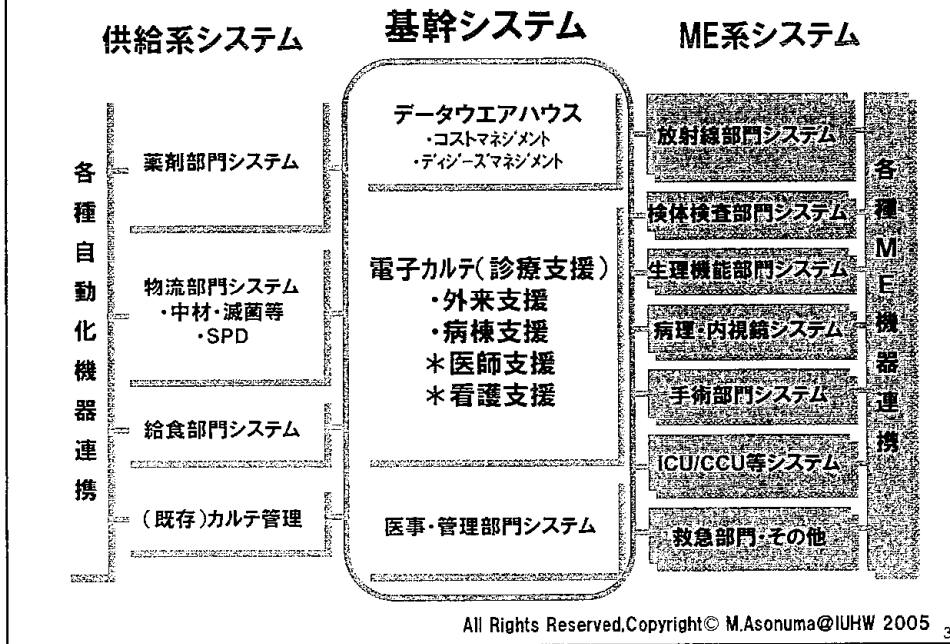 供給系システム
基幹システム
ME系システム
各種自動化機器連携
薬剤部門システム
物流部門システム
・中材・滅菌等
・SPD
給食部門システム
(既存)カルテ管理
データウエアハウス
・コストマネジメント
・ディジーズマネジメント
電子カルテ(診療支援)
・外来支援
・病棟支援
＊医師支援
＊看護支援
医事・管理部門システム
放射線部門システム
検体検査部門システム
生理機能部門システム
病理・内視鏡システム
手術部門システム
ICU/CCU等システム
救急部門・その他
各種ME機器連携
All Rights Reserved,Copyright© M.Asonuma@IUHW 2005
3